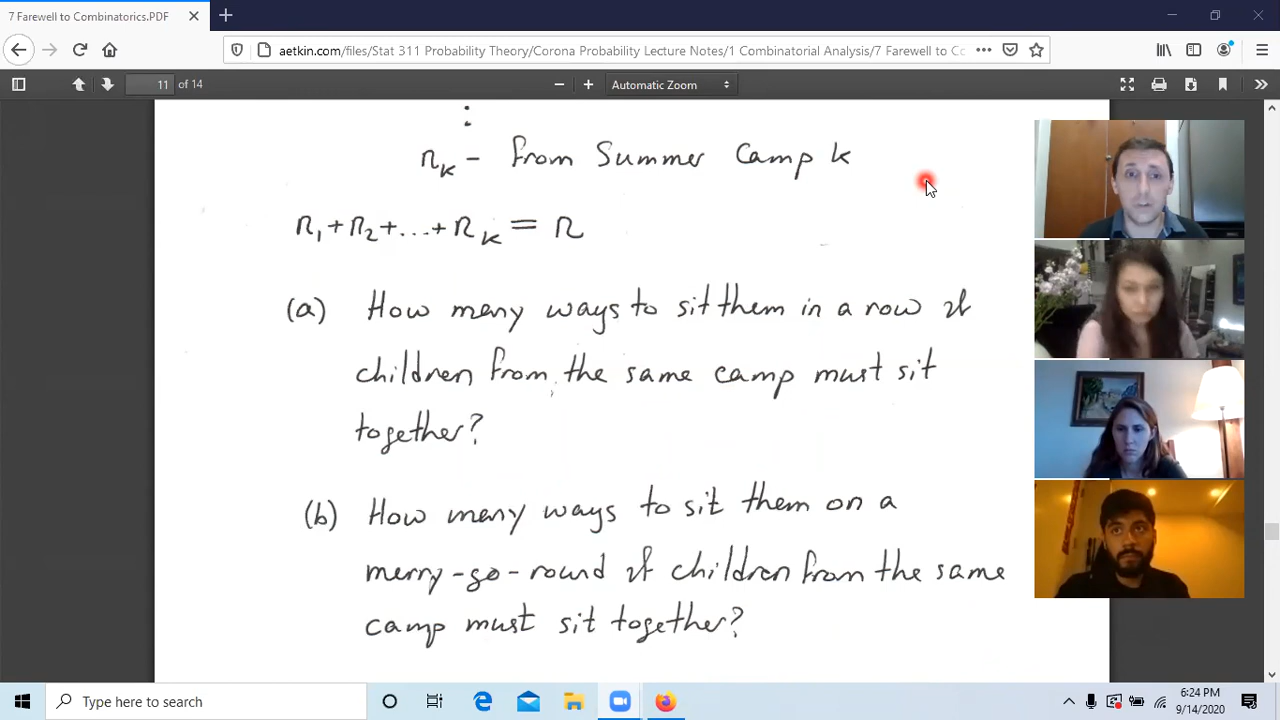 7 Farewell to Combinatorics.PDF
aetkin.com/files/Stat 311 Probability Theory/Corona Probability Lecture Notes/1 Combinatorial Analysis/7 Farewell to Co
11 of 14
Automatic Zoom
⋮
n_k - from Summer Camp k
n_1+n_2+...+n_k = n
(a) How many ways to sit them in a row if
children from the same camp must sit
together?
(b) How many ways to sit them on a
merry-go-round if children from the same
camp must sit together?
Type here to search
6:24 PM
9/14/2020